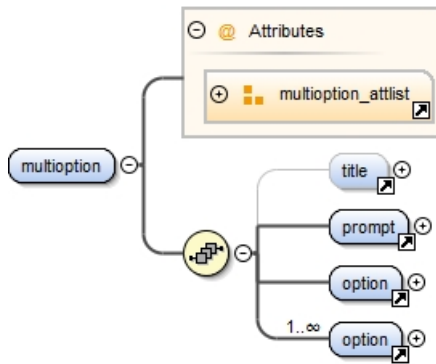 @ Attributes
multioption_attlist
multioption
title
prompt
option
1..∞
option